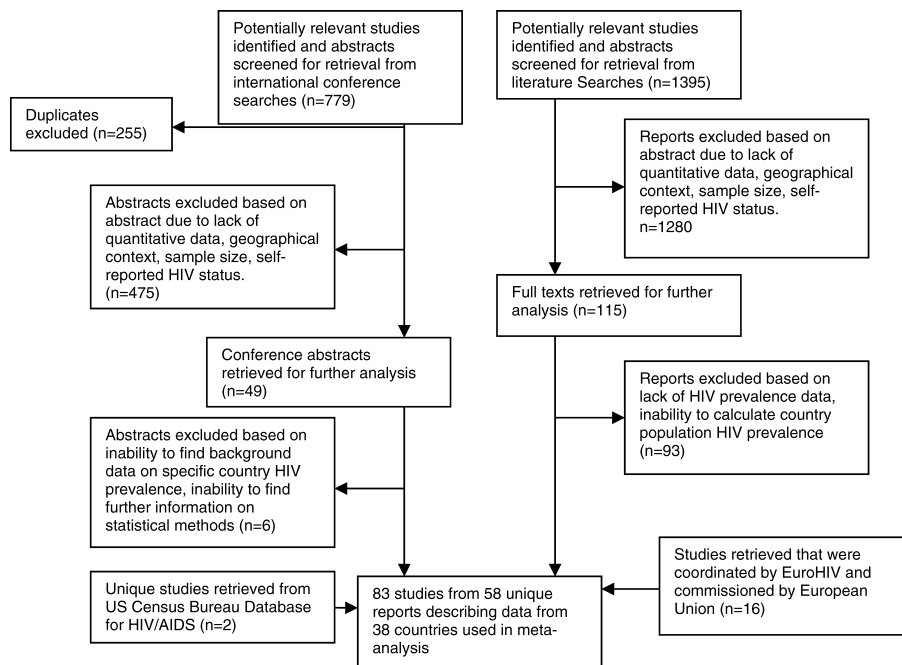 Potentially relevant studies
identified and abstracts
screened for retrieval from
international conference
searches (n=779)
Potentially relevant studies
identified and abstracts
screened for retrieval from
literature Searches (n=1395)
Duplicates
excluded (n=255)
Reports excluded based on
abstract due to lack of
quantitative data, geographical
context, sample size, self-
reported HIV status.
n=1280
Abstracts excluded based on
abstract due to lack of
quantitative data, geographical
context, sample size, self-
reported HIV status.
(n=475)
Full texts retrieved for further
analysis (n=115)
Conference abstracts
retrieved for further analysis
(n=49)
Reports excluded based on
lack of HIV prevalence data,
inability to calculate country
population HIV prevalence
(n=93)
Abstracts excluded based on
inability to find background
data on specific country HIV
prevalence, inability to find
further information on
statistical methods (n=6)
Studies retrieved that were
coordinated by EuroHIV and
commissioned by European
Union (n=16)
Unique studies retrieved from
US Census Bureau Database
for HIV/AIDS (n=2)
83 studies from 58 unique
reports describing data from
38 countries used in meta-
analysis